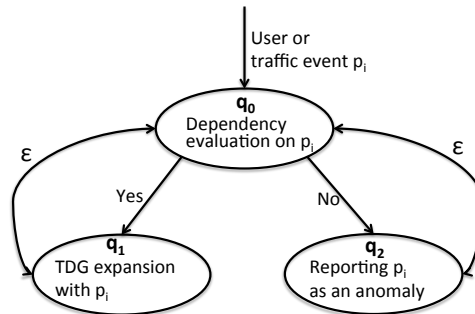 User or
traffic event pi
q0
Dependency
evaluation on pi
ε
ε
Yes
No
q1
TDG expansion
with pi
q2
Reporting pi
as an anomaly